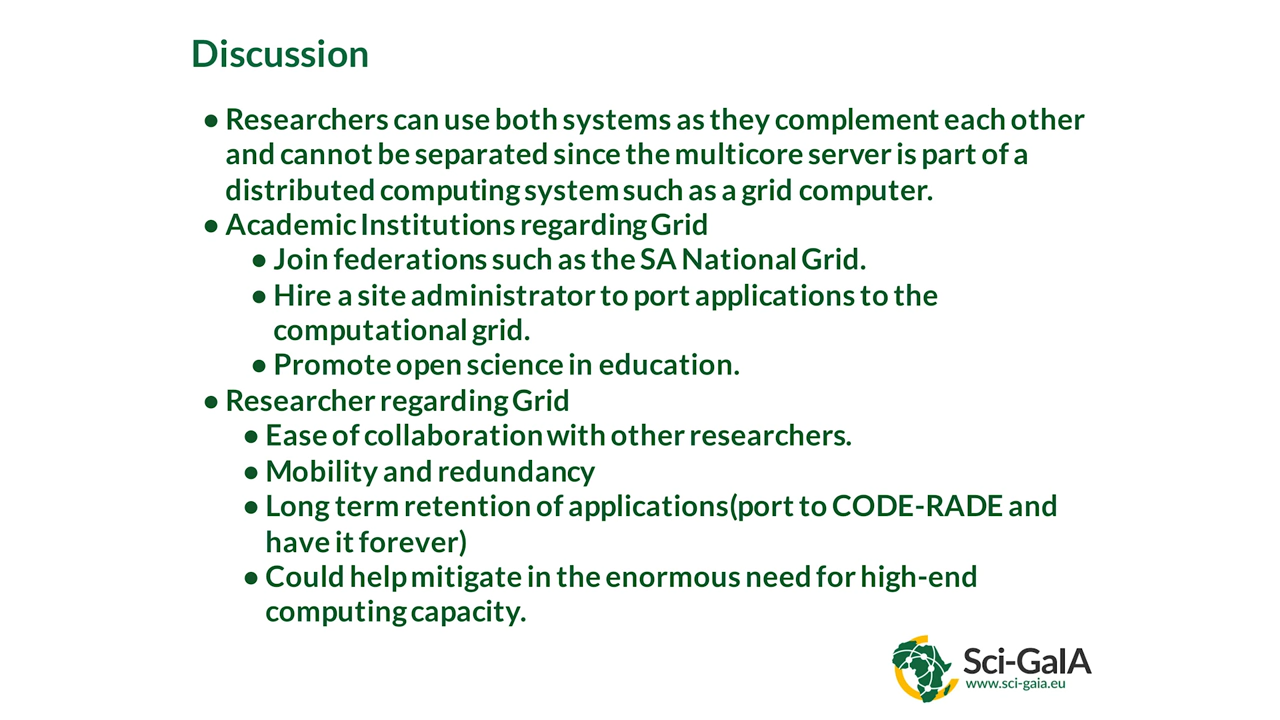 Discussion
● Researchers can use both systems as they complement each other
and cannot be separated since the multicore server is part of a
distributed computing system such as a grid computer.
● Academic Institutions regarding Grid
● Join federations such as the SA National Grid.
● Hire a site administrator to port applications to the
computational grid.
● Promote open science in education.
● Researcher regarding Grid
● Ease of collaboration with other researchers.
● Mobility and redundancy
● Long term retention of applications(port to CODE-RADE and
have it forever)
● Could help mitigate in the enormous need for high-end
computing capacity.
Sci-GaIA
www.sci-gaia.eu